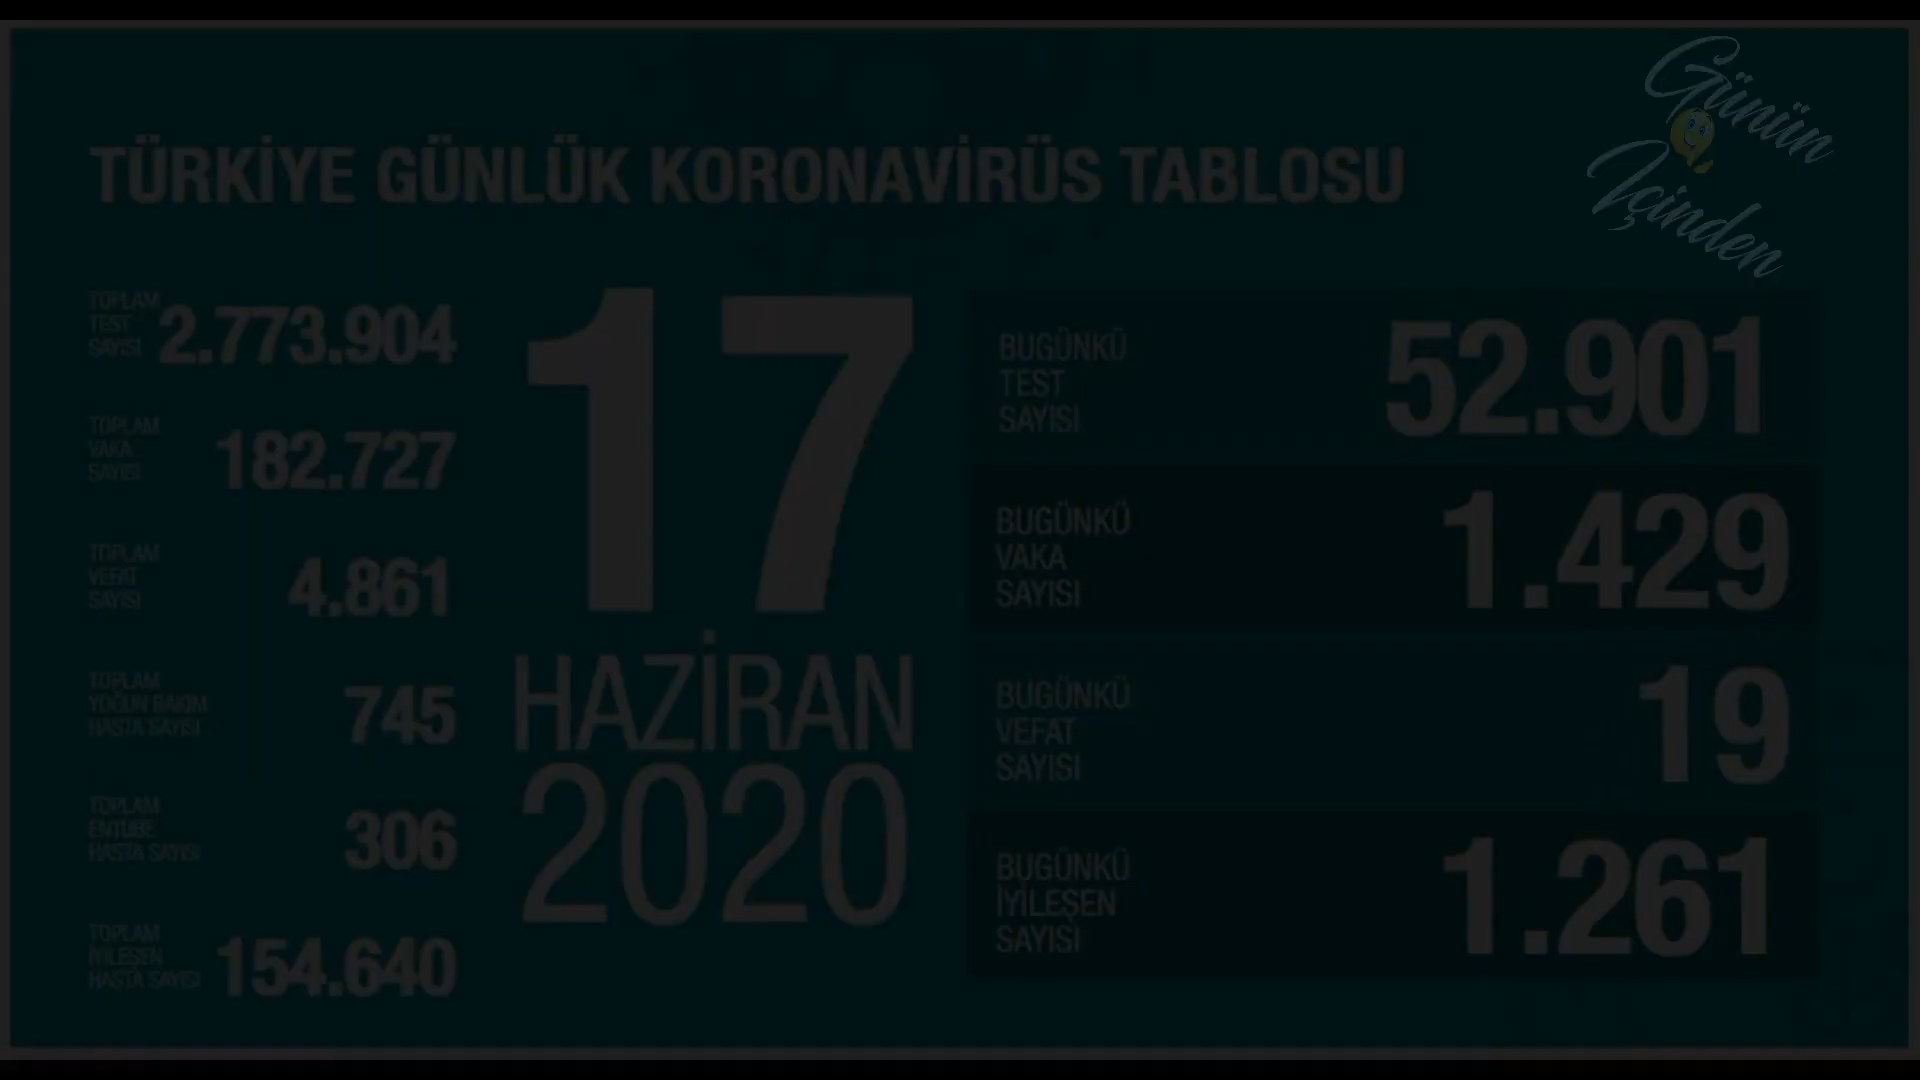 Günün
İçinden
TÜRKİYE GÜNLÜK KORONAVİRÜS TABLOSU
TOPLAM
TEST
SAYISI
2.773.904
TOPLAM
VAKA
SAYISI
182.727
TOPLAM
VEFAT
SAYISI
4.861
TOPLAM
YOĞUN BAKIM
HASTA SAYISI
745
TOPLAM
ENTUBE
HASTA SAYISI
306
TOPLAM
İYİLEŞEN
HASTA SAYISI
154.640
17
HAZİRAN
2020
BUGÜNKÜ
TEST
SAYISI
52.901
BUGÜNKÜ
VAKA
SAYISI
1.429
BUGÜNKÜ
VEFAT
SAYISI
19
BUGÜNKÜ
İYİLEŞEN
SAYISI
1.261